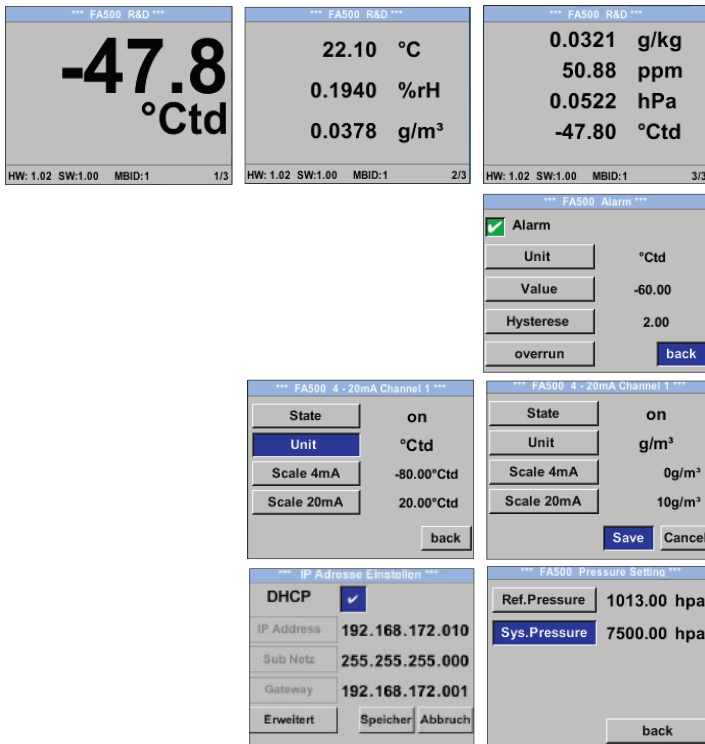 *** FA500 R&D ***
-47.8
°Ctd
HW: 1.02 SW:1.00 MBID:1 1/3
*** FA500 R&D ***
22.10 °C
0.1940 %rH
0.0378 g/m³
HW: 1.02 SW:1.00 MBID:1 2/3
*** FA500 R&D ***
0.0321 g/kg
50.88 ppm
0.0522 hPa
-47.80 °Ctd
HW: 1.02 SW:1.00 MBID:1 3/3
*** FA500 Alarm ***
Alarm
Unit °Ctd
Value -60.00
Hysterese 2.00
overrun back
*** FA500 4 - 20mA Channel 1 ***
State on
Unit °Ctd
Scale 4mA -80.00°Ctd
Scale 20mA 20.00°Ctd
back
*** FA500 4 - 20mA Channel 1 ***
State on
Unit g/m³
Scale 4mA 0g/m³
Scale 20mA 10g/m³
Save Cancel
*** IP Adresse Einstellen ***
DHCP
IP Address 192.168.172.010
Sub Netz 255.255.255.000
Gateway 192.168.172.001
Erweitert Speicher Abbruch
*** FA500 Pressure Setting ***
Ref.Pressure 1013.00 hpa
Sys.Pressure 7500.00 hpa
back